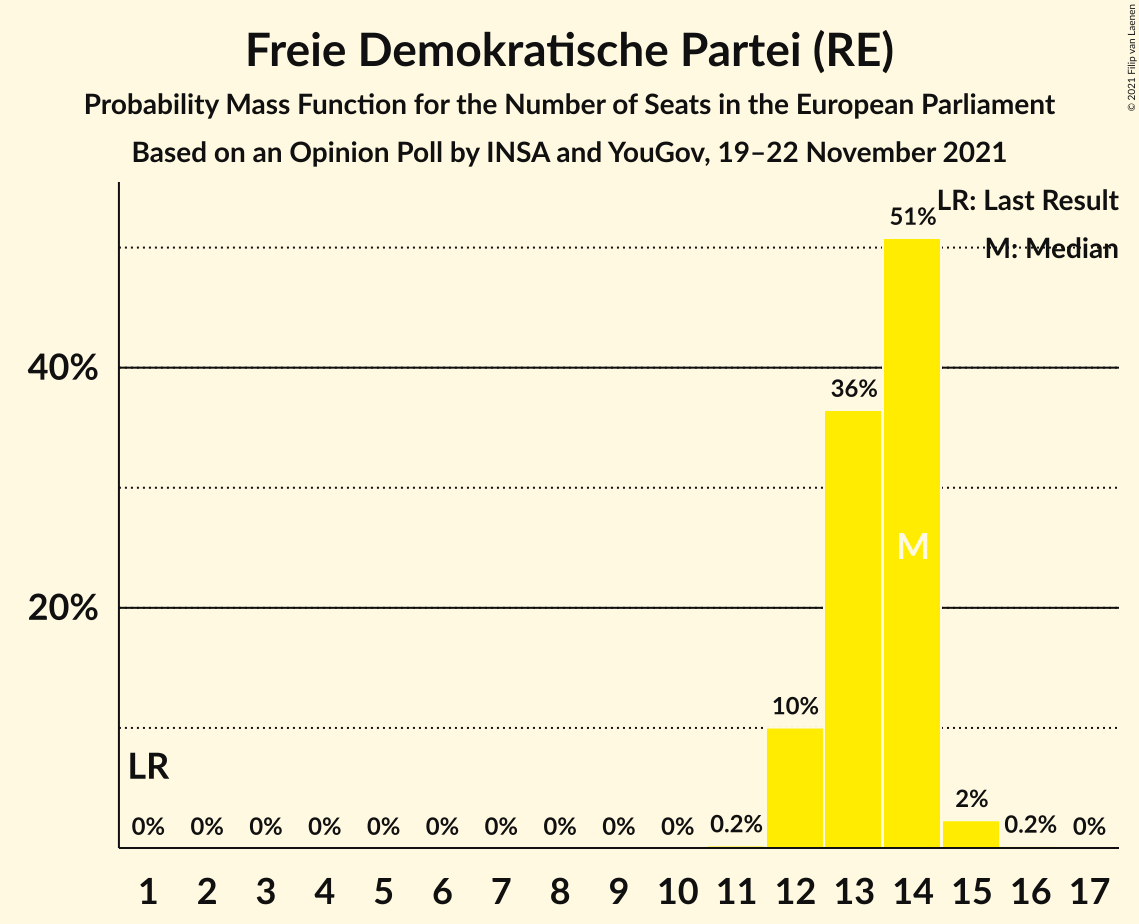 Freie Demokratische Partei (RE)
Probability Mass Function for the Number of Seats in the European Parliament
Based on an Opinion Poll by INSA and YouGov, 19–22 November 2021
© 2021 Filip van Laenen
LR: Last Result
M: Median
51%
40%
36%
M
20%
10%
LR
2%
0% 0% 0% 0% 0% 0% 0% 0% 0% 0% 0.2% 0.2% 0%
1 2 3 4 5 6 7 8 9 10 11 12 13 14 15 16 17